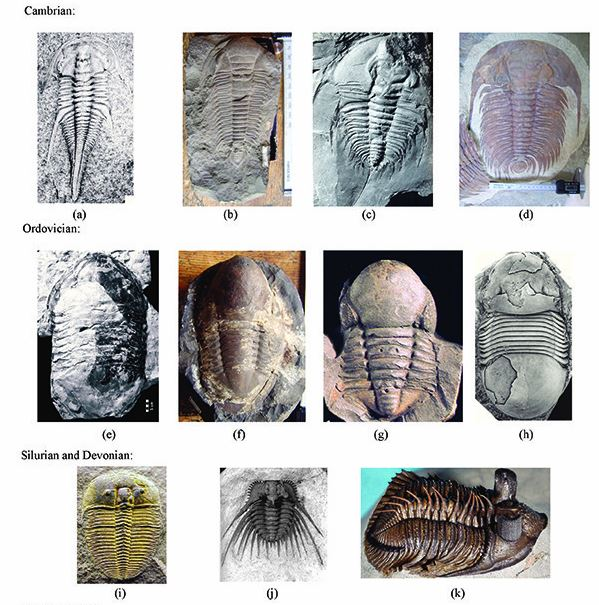 Cambrian:
(a) (b) (c) (d)
Ordovician:
(e) (f) (g) (h)
Silurian and Devonian:
(i) (j) (k)